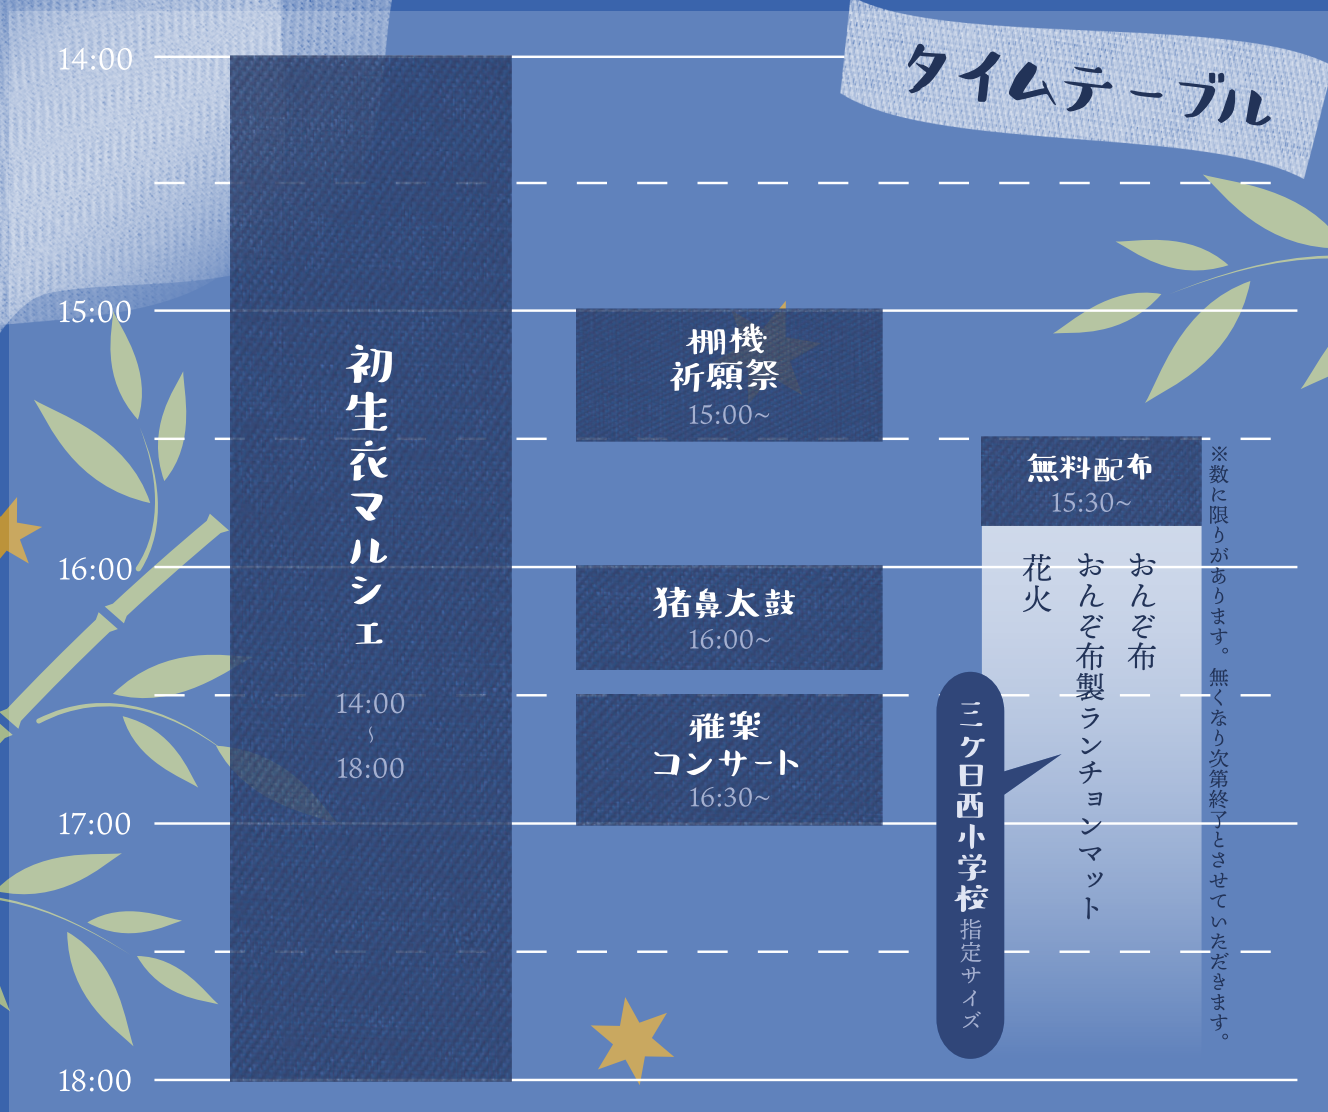 タイムテーブル
14:00
15:00
16:00
17:00
18:00
初生衣マルシェ
14:00
~
18:00
棚機
祈願祭
15:00~
猪鼻太鼓
16:00~
雅楽
コンサート
16:30~
無料配布
15:30~
おんぞ布
おんぞ布製ランチョンマット
花火
三ケ日西小学校指定サイズ
※数に限りがあります。無くなり次第終了とさせていただきます。